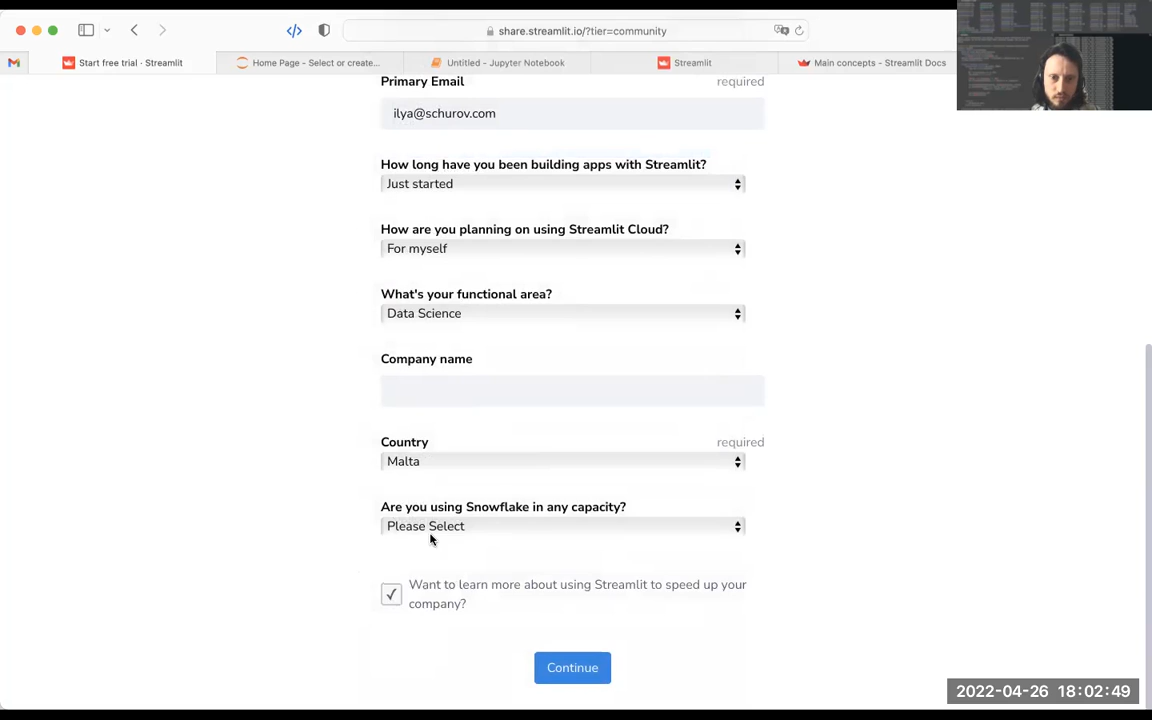 share.streamlit.io/?tier=community
Start free trial · Streamlit
Home Page - Select or create...
Untitled - Jupyter Notebook
Streamlit
Main concepts — Streamlit Docs
Primary Email
required
ilya@schurov.com
How long have you been building apps with Streamlit?
Just started
How are you planning on using Streamlit Cloud?
For myself
What's your functional area?
Data Science
Company name
Country
required
Malta
Are you using Snowflake in any capacity?
Please Select
Want to learn more about using Streamlit to speed up your
company?
Continue
2022-04-26 18:02:49